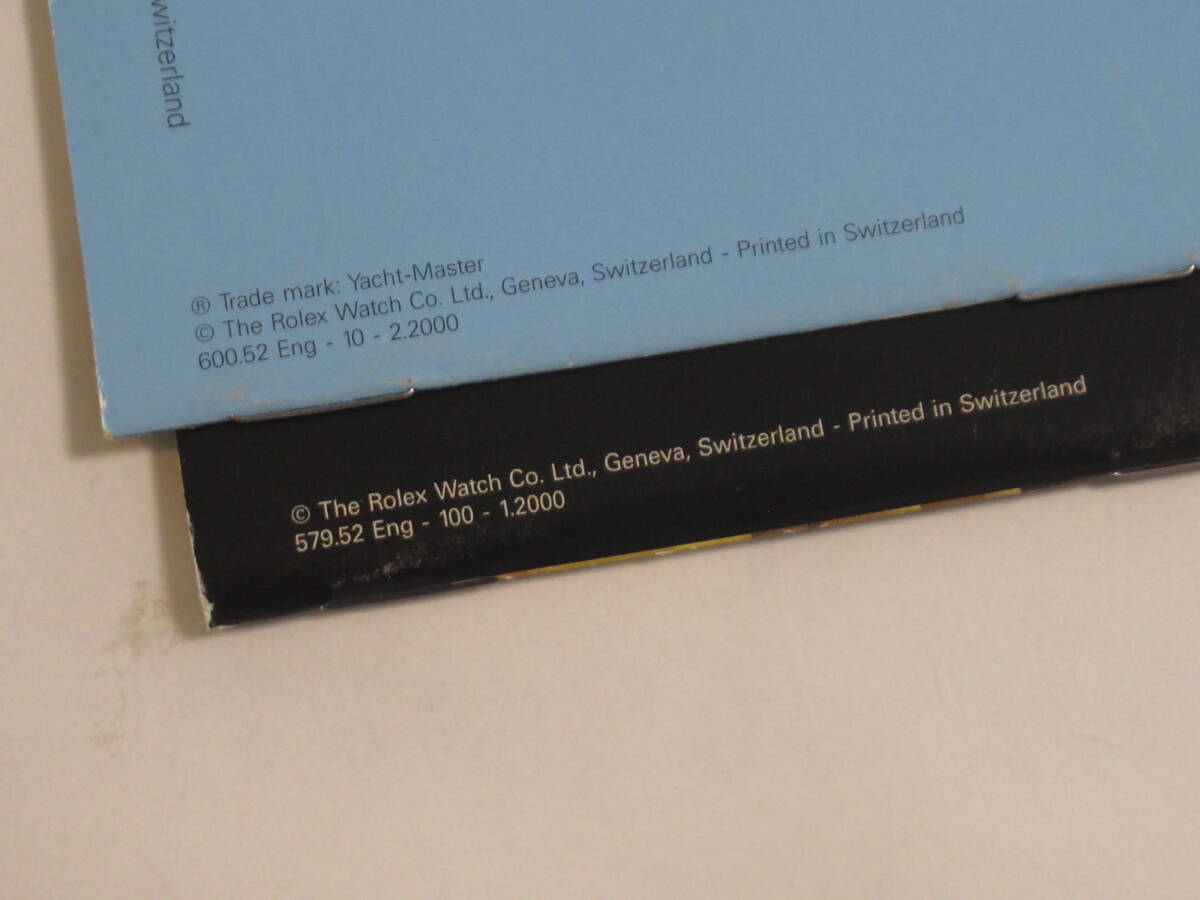 ® Trade mark: Yacht-Master
© The Rolex Watch Co. Ltd., Geneva, Switzerland - Printed in Switzerland
600.52 Eng - 10 - 2.2000
© The Rolex Watch Co. Ltd., Geneva, Switzerland - Printed in Switzerland
579.52 Eng - 100 - 1.2000